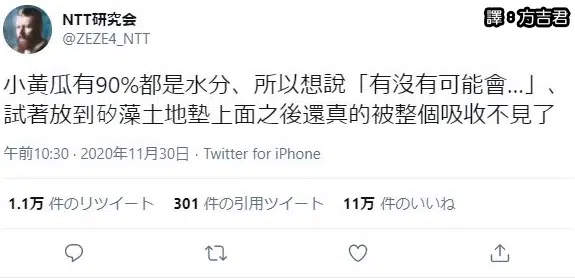 NTT研究会
@ZEZE4_NTT
譯：方吉君
小黃瓜有90%都是水分、所以想說「有沒有可能會...」、
試著放到矽藻土地墊上面之後還真的被整個吸收不見了
午前10:30 · 2020年11月30日 · Twitter for iPhone
1.1万 件のリツイート 301 件の引用ツイート 11万 件のいいね